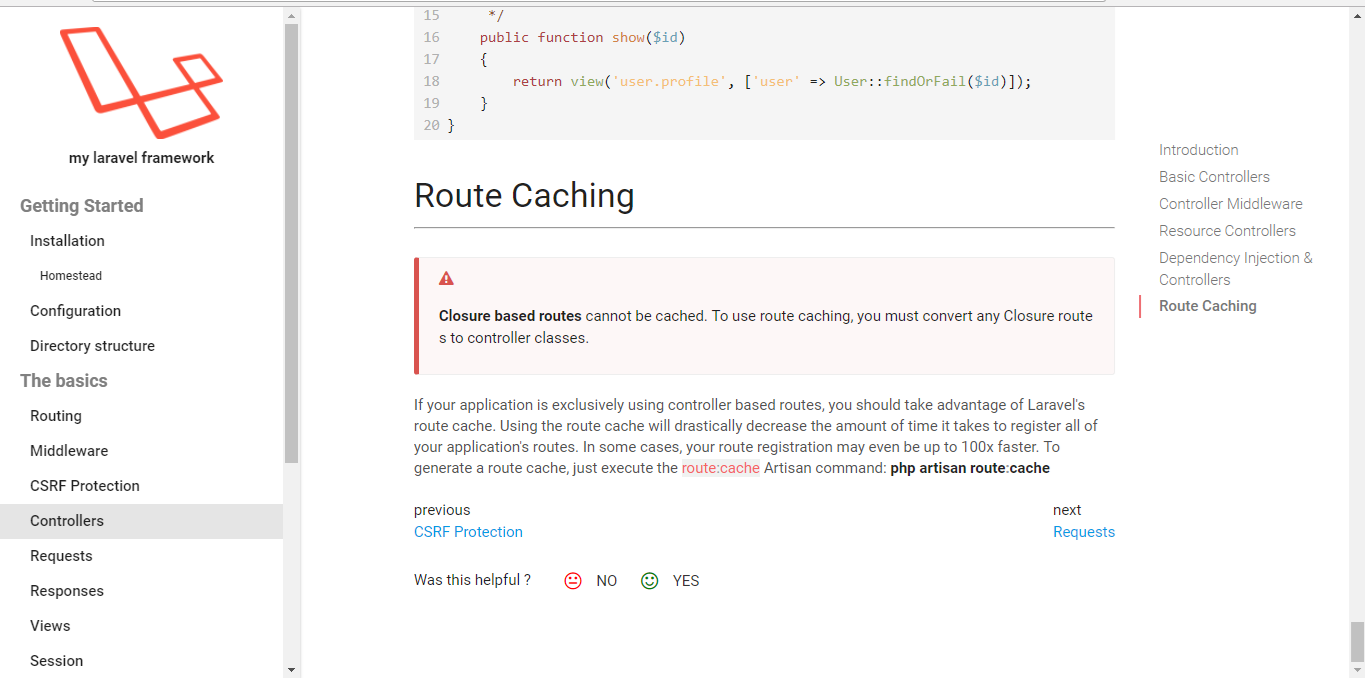 my laravel framework
Getting Started
Installation
Homestead
Configuration
Directory structure
The basics
Routing
Middleware
CSRF Protection
Controllers
Requests
Responses
Views
Session
15 */
16 public function show($id)
17 {
18 return view('user.profile', ['user' => User::findOrFail($id)]);
19 }
20 }
Route Caching
Closure based routes cannot be cached. To use route caching, you must convert any Closure route
s to controller classes.
If your application is exclusively using controller based routes, you should take advantage of Laravel's
route cache. Using the route cache will drastically decrease the amount of time it takes to register all of
your application's routes. In some cases, your route registration may even be up to 100x faster. To
generate a route cache, just execute the route:cache Artisan command: php artisan route:cache
previous
CSRF Protection
next
Requests
Was this helpful ? NO YES
Introduction
Basic Controllers
Controller Middleware
Resource Controllers
Dependency Injection &
Controllers
Route Caching